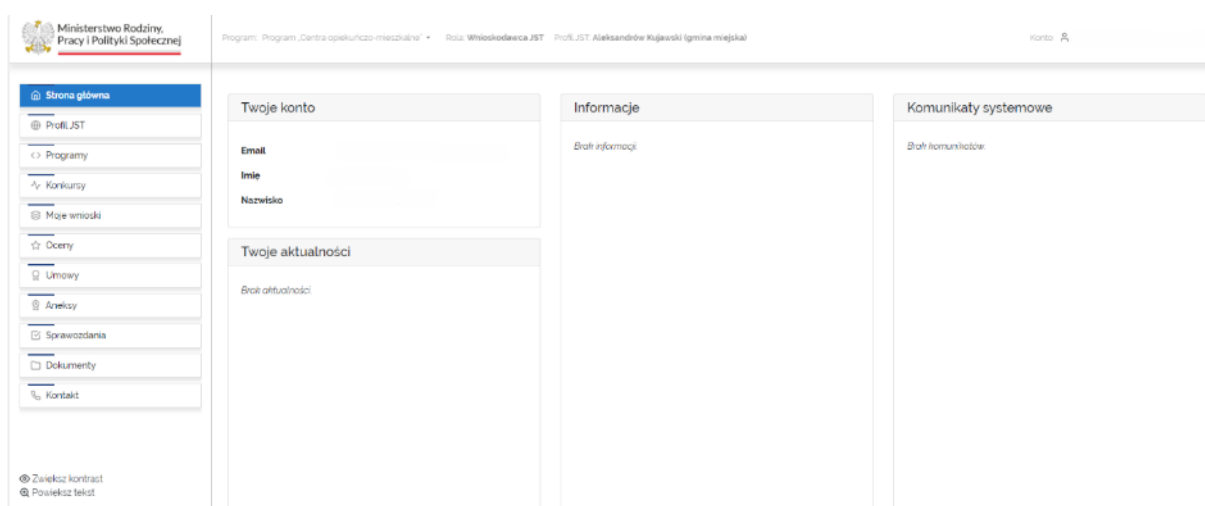 Ministerstwo Rodziny,
Pracy i Polityki Społecznej
Program: Program „Centra opiekuńczo-mieszkalne" Rola: Wnioskodawca JST Profil JST: Aleksandrów Kujawski (gmina miejska) Konto
Strona główna
Profil JST
Programy
Konkursy
Moje wnioski
Oceny
Umowy
Aneksy
Sprawozdania
Dokumenty
Kontakt
Zwiększ kontrast
Powiększ tekst
Twoje konto
Email
Imię
Nazwisko
Twoje aktualności
Brak aktualności.
Informacje
Brak informacji.
Komunikaty systemowe
Brak komunikatów.